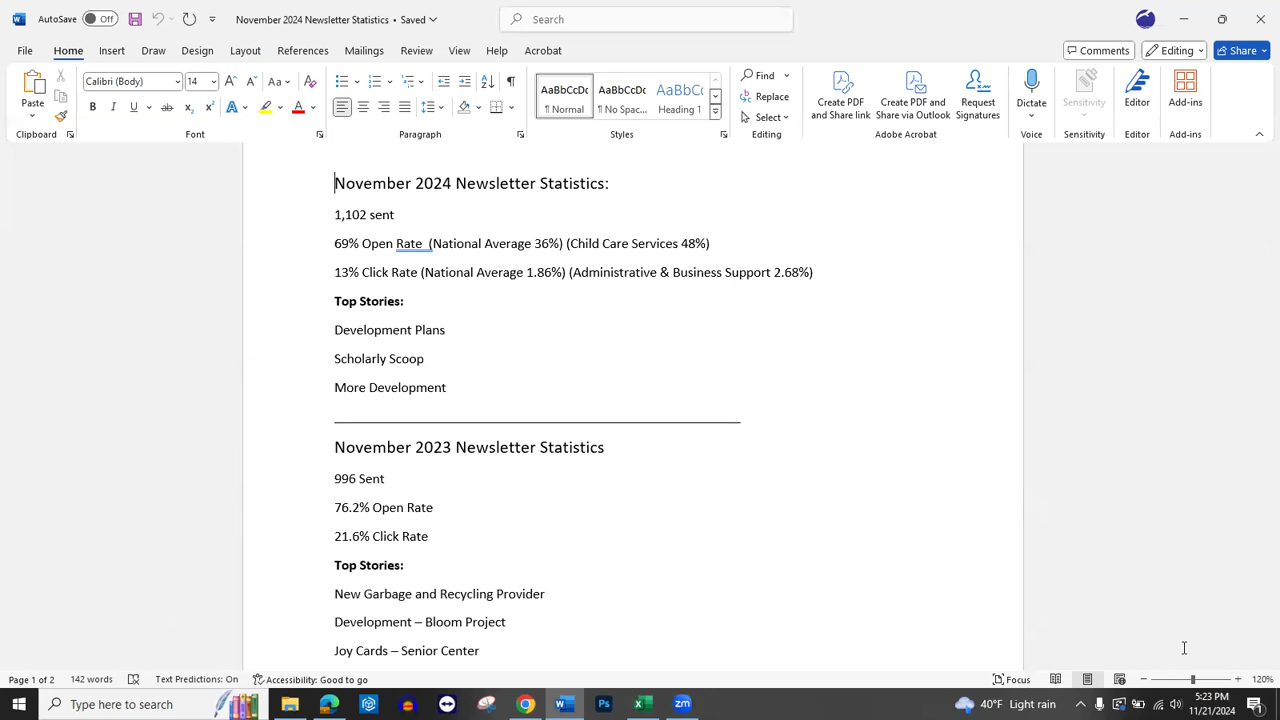 AutoSave Off November 2024 Newsletter Statistics • Saved Search
File Home Insert Draw Design Layout References Mailings Review View Help Acrobat Comments Editing Share
Paste Calibri (Body) 14 Aa AaBbCcDc AaBbCcDc AaBbCc Find
Replace
Select
¶ Normal ¶ No Spac... Heading 1
Create PDF and Share link
Create PDF and Share via Outlook
Request Signatures
Dictate
Sensitivity
Editor
Add-ins
Clipboard Font Paragraph Styles Editing Adobe Acrobat Voice Sensitivity Editor Add-ins
November 2024 Newsletter Statistics:
1,102 sent
69% Open Rate (National Average 36%) (Child Care Services 48%)
13% Click Rate (National Average 1.86%) (Administrative & Business Support 2.68%)
Top Stories:
Development Plans
Scholarly Scoop
More Development
November 2023 Newsletter Statistics
996 Sent
76.2% Open Rate
21.6% Click Rate
Top Stories:
New Garbage and Recycling Provider
Development – Bloom Project
Joy Cards – Senior Center
Page 1 of 2 142 words Text Predictions: On Accessibility: Good to go Focus 120%
Type here to search 40°F Light rain 5:23 PM
11/21/2024